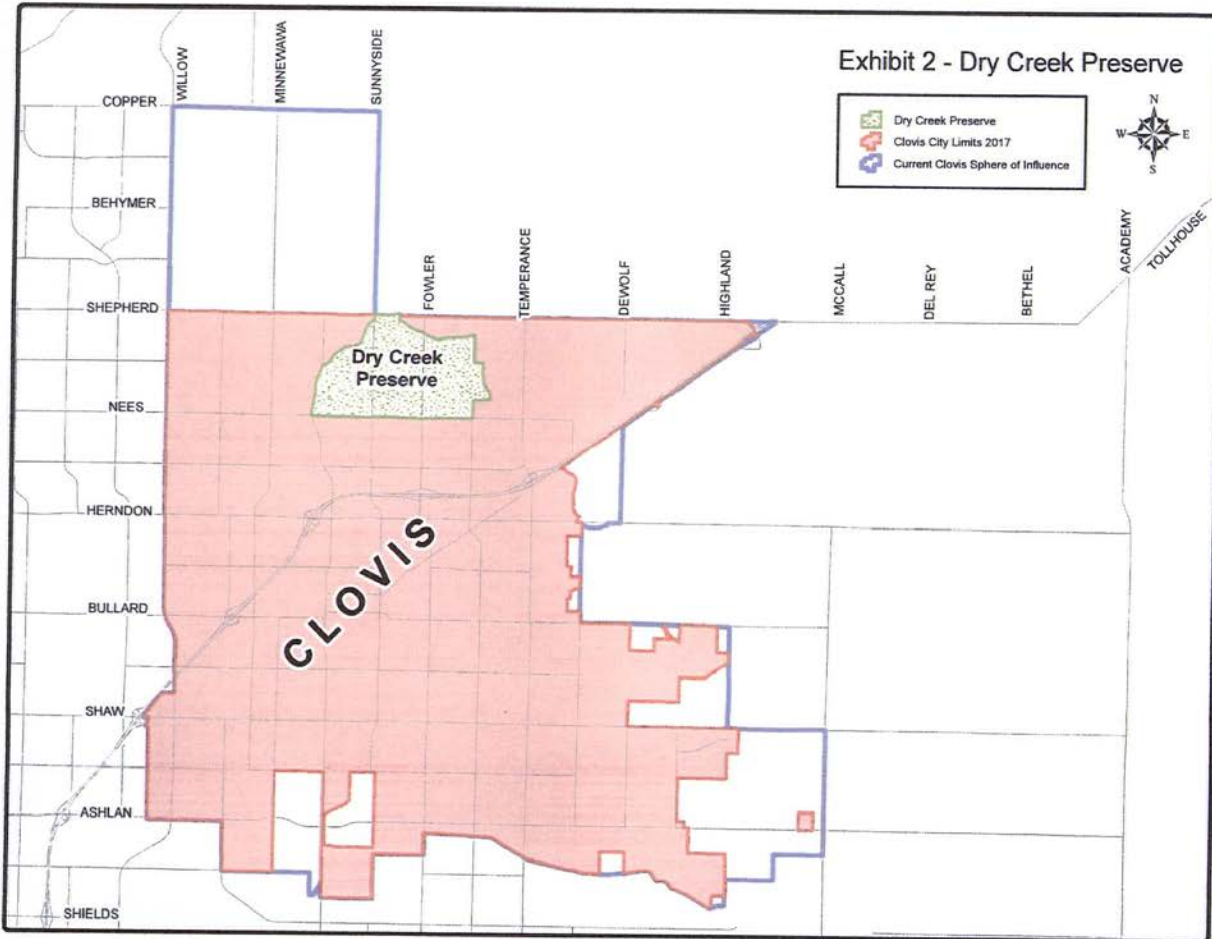 Exhibit 2 - Dry Creek Preserve
Dry Creek Preserve
Clovis City Limits 2017
Current Clovis Sphere of Influence
N
W E
S
WILLOW
MINNEWAWA
SUNNYSIDE
COPPER
BEHYMER
SHEPHERD
FOWLER
TEMPERANCE
DEWOLF
HIGHLAND
MCCALL
DEL REY
BETHEL
ACADEMY
TOLLHOUSE
Dry Creek
Preserve
NEES
HERNDON
CLOVIS
BULLARD
SHAW
ASHLAN
SHIELDS